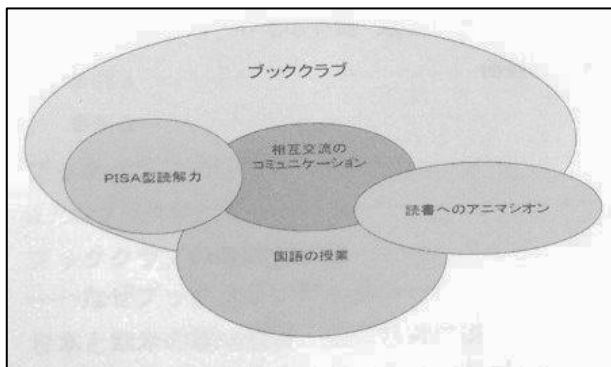 ブッククラブ
相互交流の
コミュニケーション
PISA型読解力
読書へのアニマシオン
国語の授業